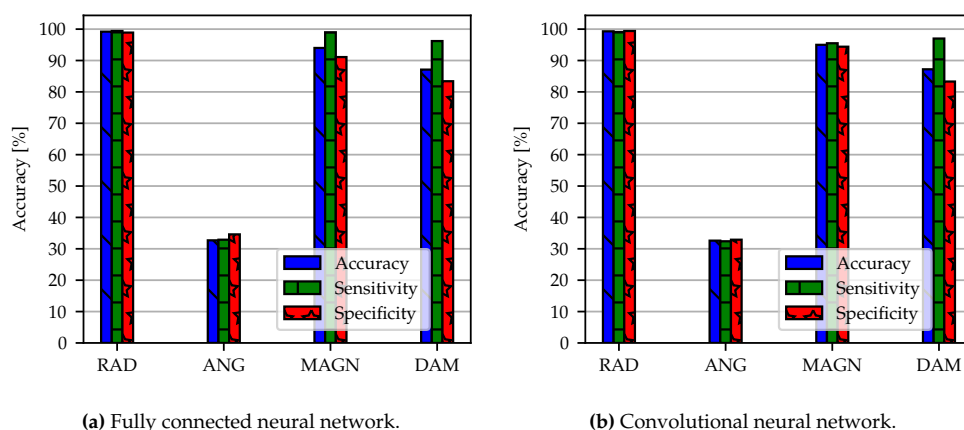 100
90
80
70
60
50
40
30
20
10
0
Accuracy [%]
RAD ANG MAGN DAM
Accuracy
Sensitivity
Specificity
(a) Fully connected neural network.
100
90
80
70
60
50
40
30
20
10
0
Accuracy [%]
RAD ANG MAGN DAM
Accuracy
Sensitivity
Specificity
(b) Convolutional neural network.